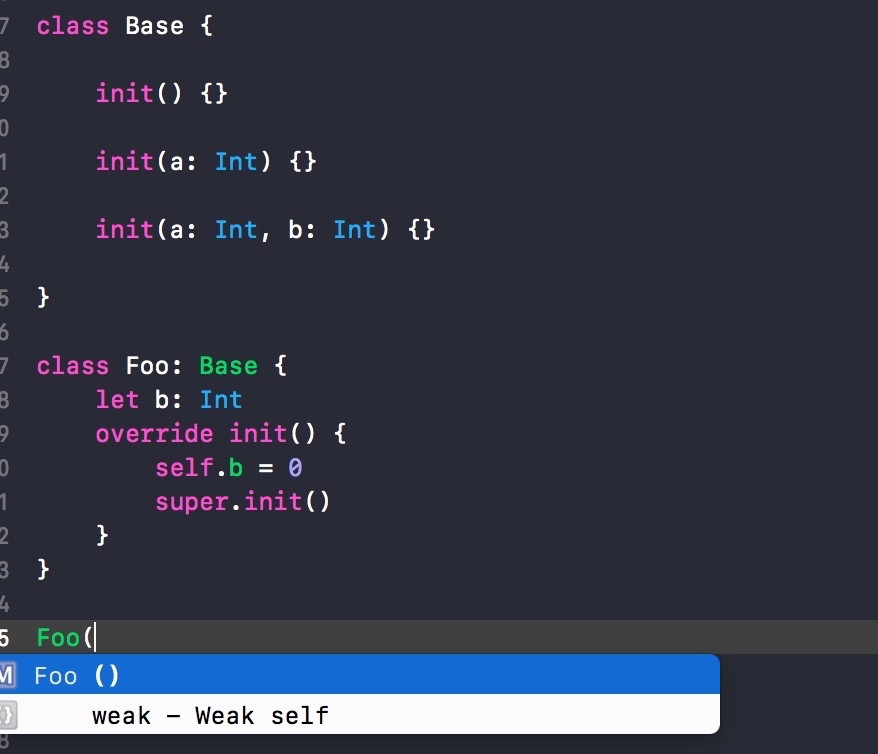 7 class Base {
8
9 init() {}
0
1 init(a: Int) {}
2
3 init(a: Int, b: Int) {}
4
5 }
6
7 class Foo: Base {
8 let b: Int
9 override init() {
0 self.b = 0
1 super.init()
2 }
3 }
4
5 Foo(
M Foo ()
{} weak – Weak self
8